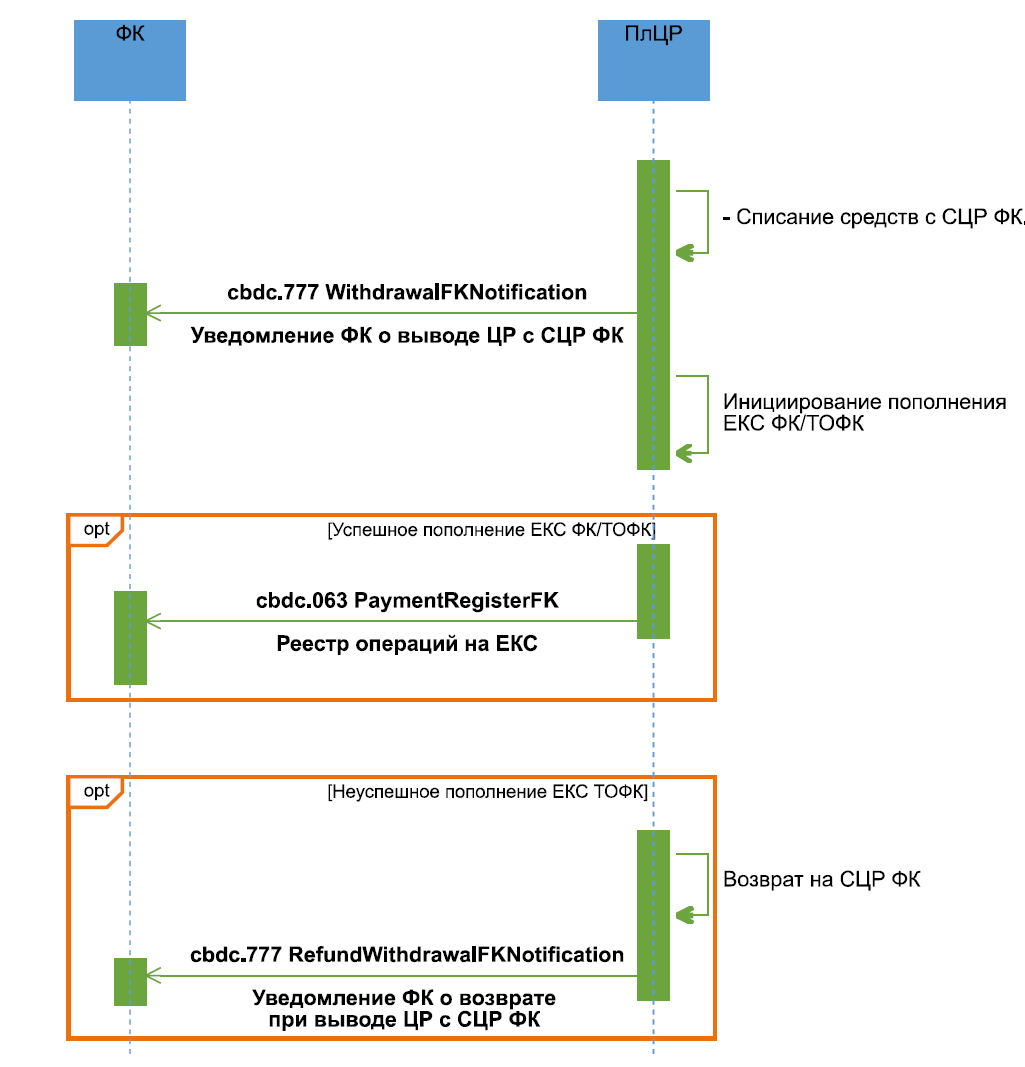 ФК
ПлЦР
- Списание средств с СЦР ФК.
cbdc.777 WithdrawalFKNotification
Уведомление ФК о выводе ЦР с СЦР ФК
Инициирование пополнения
ЕКС ФК/ТОФК
opt
[Успешное пополнение ЕКС ФК/ТОФК]
cbdc.063 PaymentRegisterFK
Реестр операций на ЕКС
opt
[Неуспешное пополнение ЕКС ТОФК]
Возврат на СЦР ФК
cbdc.777 RefundWithdrawalFKNotification
Уведомление ФК о возврате
при выводе ЦР с СЦР ФК